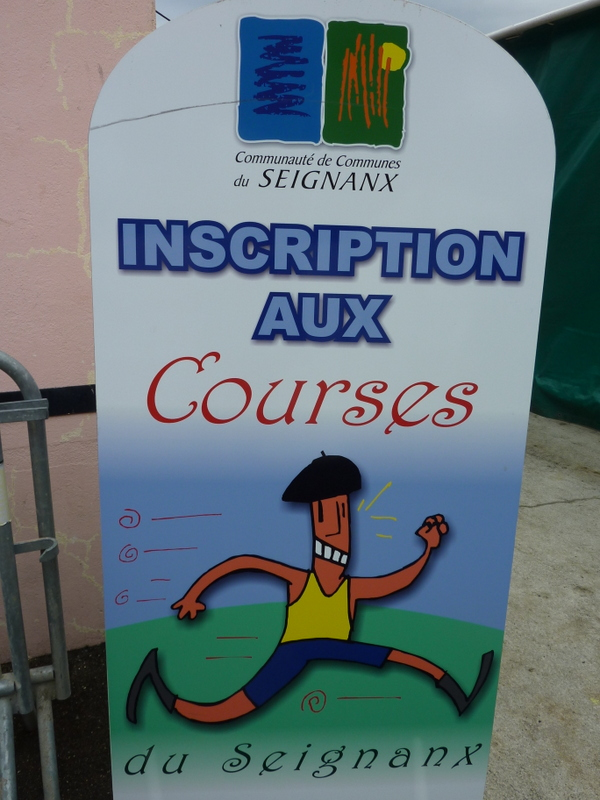 Communauté de Communes
du SEIGNANX
INSCRIPTION
AUX
Courses
du Seignanx